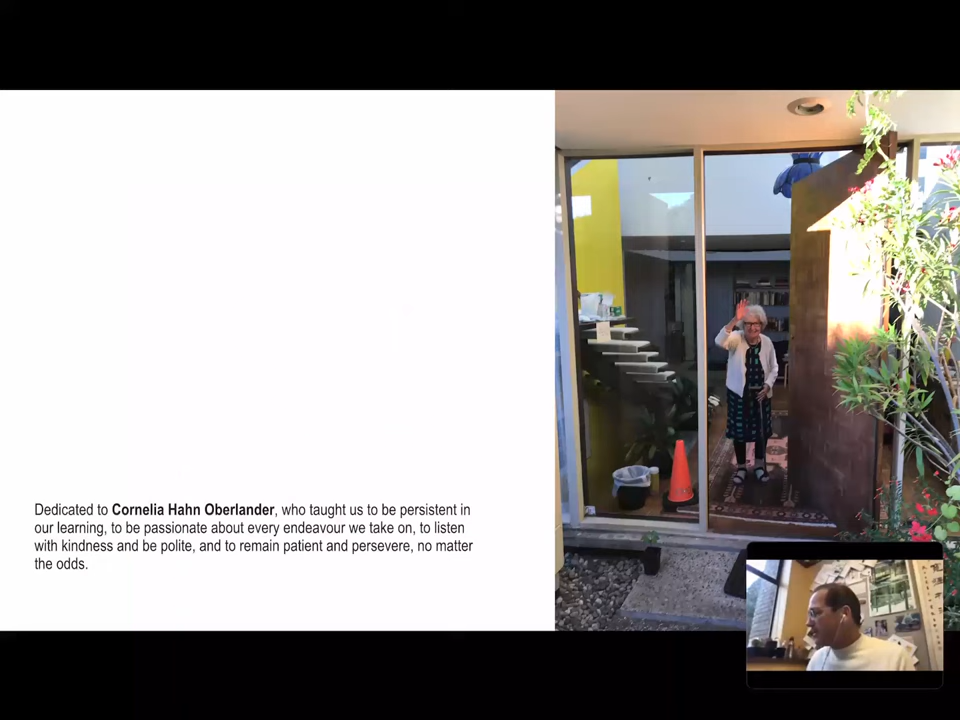 Dedicated to Cornelia Hahn Oberlander, who taught us to be persistent in
our learning, to be passionate about every endeavour we take on, to listen
with kindness and be polite, and to remain patient and persevere, no matter
the odds.